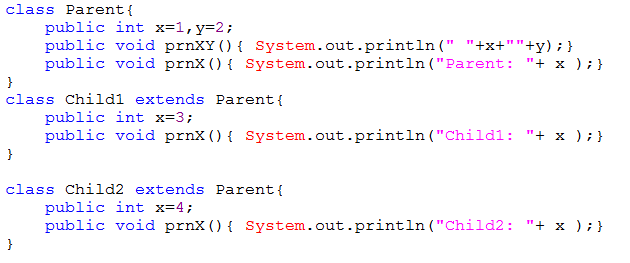 class Parent{
    public int x=1,y=2;
    public void prnXY(){ System.out.println(" "+x+""+y);}
    public void prnX(){ System.out.println("Parent: "+ x );}
}
class Child1 extends Parent{
    public int x=3;
    public void prnX(){ System.out.println("Child1: "+ x );}
}
class Child2 extends Parent{
    public int x=4;
    public void prnX(){ System.out.println("Child2: "+ x );}
}